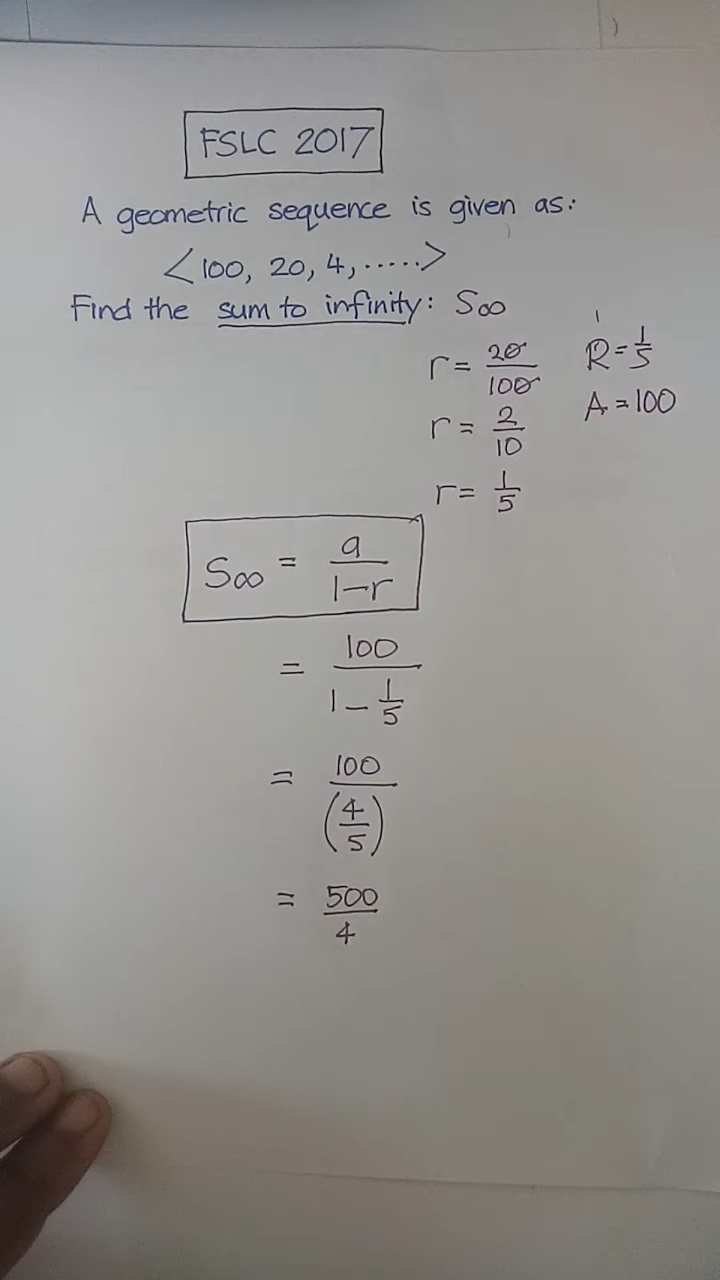 FSLC 2017
A geometric sequence is given as:
<100, 20, 4, .....>
Find the sum to infinity: S∞
r = 20/100
R = 1/5
A = 100
r = 2/10
r = 1/5
S∞ = a/1-r
= 100/1 - 1/5
= 100/(4/5)
= 500/4